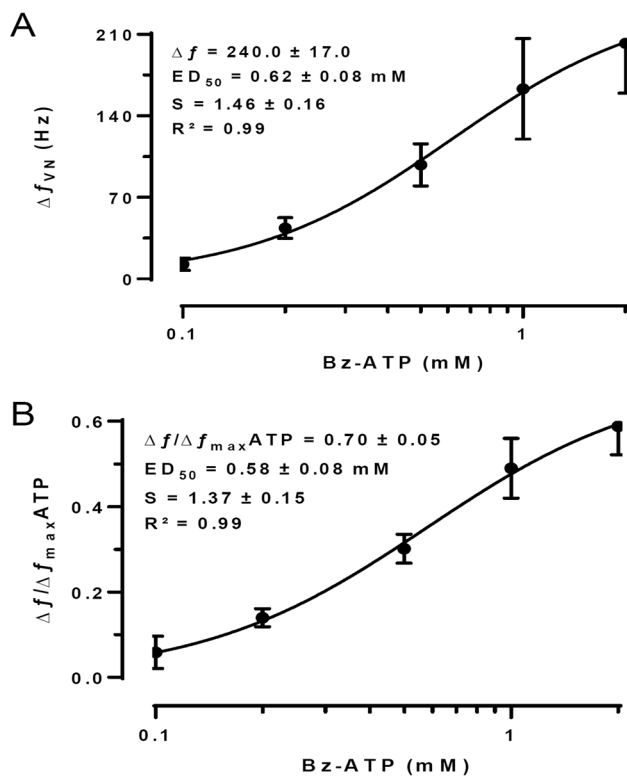 A
Δf = 240.0 ± 17.0
ED50 = 0.62 ± 0.08 mM
S = 1.46 ± 0.16
R² = 0.99
ΔfVN (Hz)
210
140
70
0
0.1
1
Bz-ATP (mM)
B
Δf/ΔfmaxATP = 0.70 ± 0.05
ED50 = 0.58 ± 0.08 mM
S = 1.37 ± 0.15
R² = 0.99
Δf/ΔfmaxATP
0.6
0.4
0.2
0.0
0.1
1
Bz-ATP (mM)